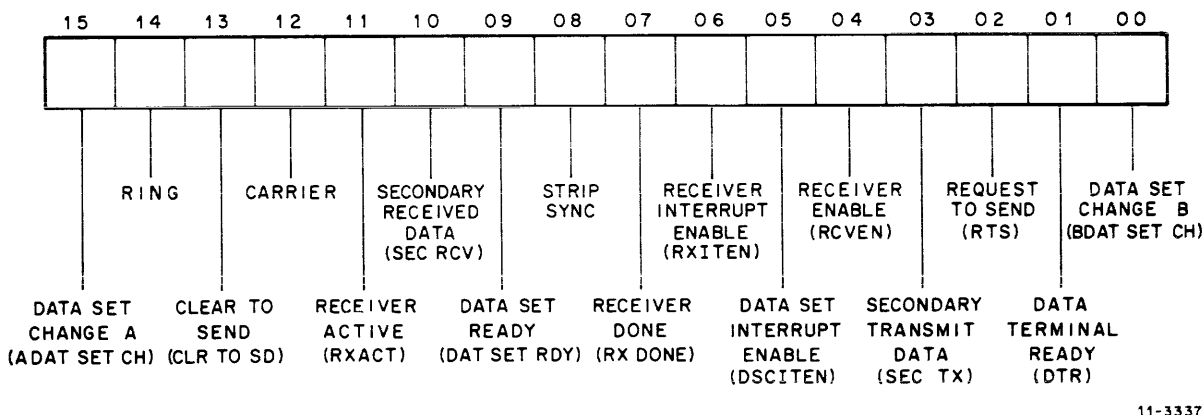 15 14 13 12 11 10 09 08 07 06 05 04 03 02 01 00
RING
CARRIER
SECONDARY
RECEIVED
DATA
(SEC RCV)
STRIP
SYNC
RECEIVER
INTERRUPT
ENABLE
(RXITEN)
RECEIVER
ENABLE
(RCVEN)
REQUEST
TO SEND
(RTS)
DATA SET
CHANGE B
(BDAT SET CH)
DATA SET
CHANGE A
(ADAT SET CH)
CLEAR TO
SEND
(CLR TO SD)
RECEIVER
ACTIVE
(RXACT)
DATA SET
READY
(DAT SET RDY)
RECEIVER
DONE
(RX DONE)
DATA SET
INTERRUPT
ENABLE
(DSCITEN)
SECONDARY
TRANSMIT
DATA
(SEC TX)
DATA
TERMINAL
READY
(DTR)
11-3337